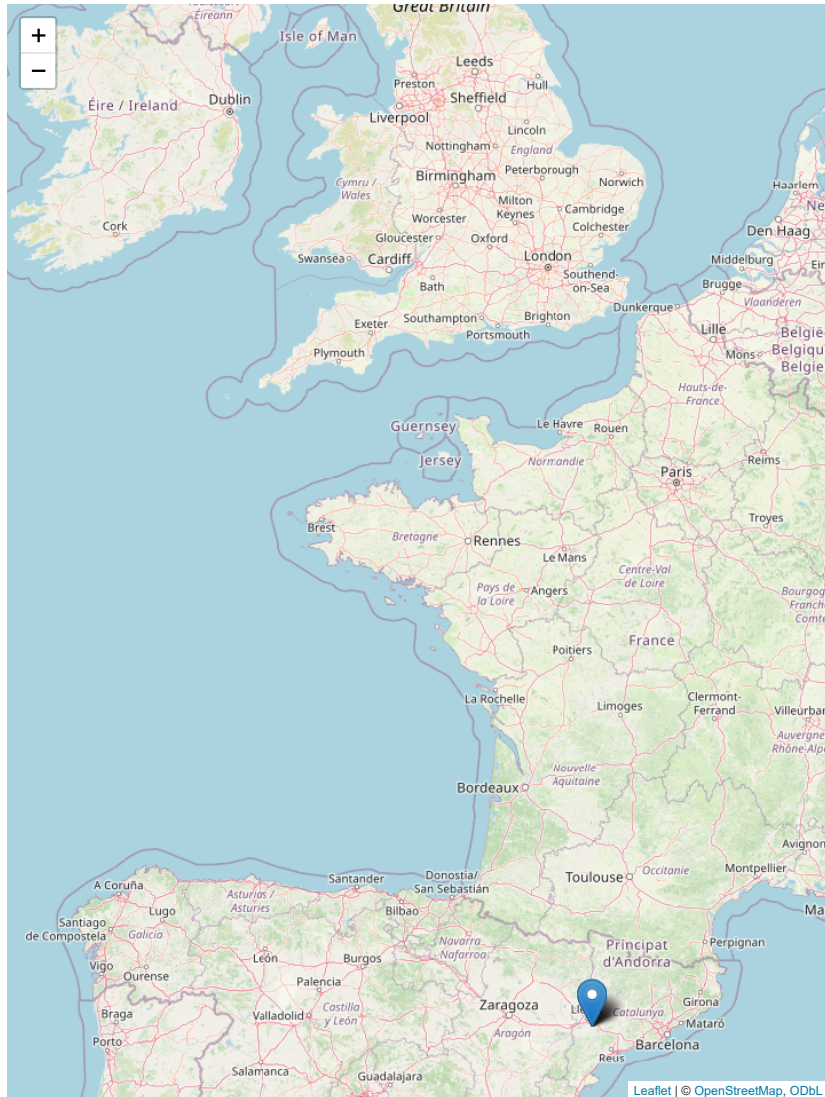 Great Britain
+
−
Isle of Man
Leeds
Preston
Hull
Sheffield
Éire / Ireland
Dublin
Liverpool
Lincoln
Nottingham
England
Birmingham
Peterborough
Norwich
Cymru /
Wales
Haarlem
Milton
Keynes
Cambridge
Worcester
Colchester
Cork
Den Haag
Gloucester
Oxford
Swansea
Cardiff
London
Middelburg
Southend-
on-Sea
Bath
Brugge
Vlaanderen
Dunkerque
Southampton
Brighton
Exeter
Portsmouth
Lille
Plymouth
Mons
Hauts-de-
France
Guernsey
Le Havre
Rouen
Jersey
Normandie
Reims
Paris
Troyes
Brest
Bretagne
Rennes
Le Mans
Centre-Val
de Loire
Pays de
la Loire
Angers
France
Poitiers
La Rochelle
Limoges
Clermont-
Ferrand
Nouvelle
Aquitaine
Bordeaux
Avignon
Toulouse
Occitanie
Montpellier
Donostia/
San Sebastián
Santander
A Coruña
Asturias /
Asturies
Bilbao
Lugo
Santiago
de Compostela
Galicia
Navarra -
Nafarroa
Principat
d'Andorra
Perpignan
León
Burgos
Vigo
Ourense
Palencia
Girona
Zaragoza
Castilla
y León
Valladolid
Braga
Catalunya
Mataró
Aragón
Porto
Barcelona
Reus
Salamanca
Guadalajara
Leaflet | © OpenStreetMap, ODbL